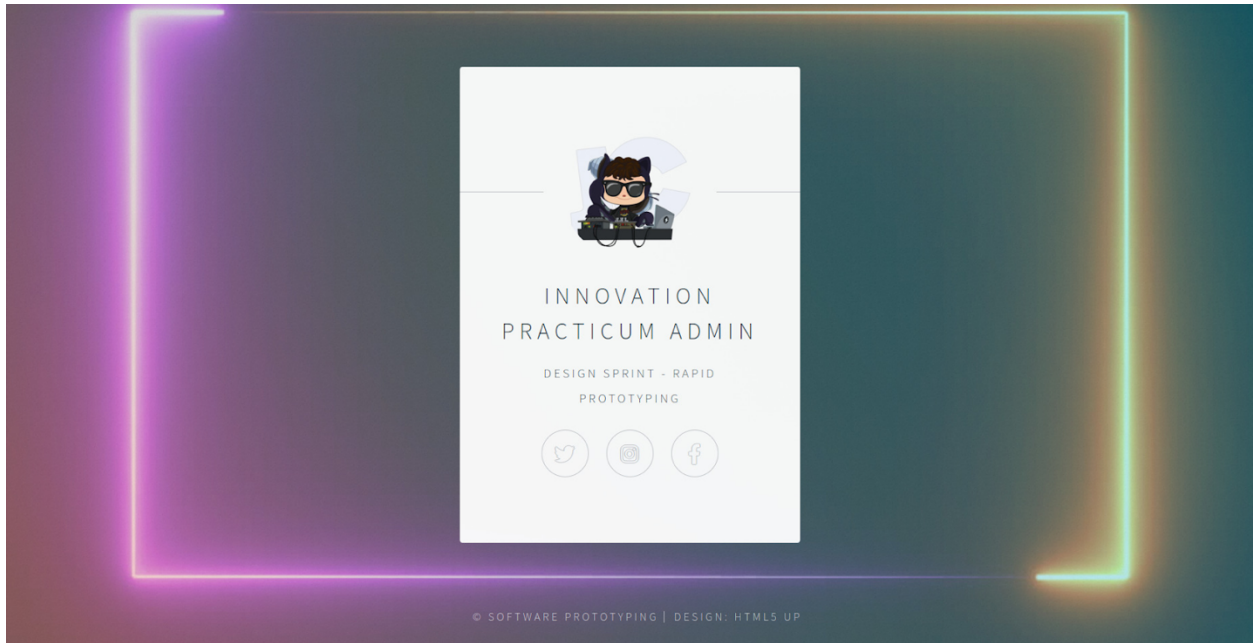 INNOVATION
PRACTICUM ADMIN
DESIGN SPRINT - RAPID
PROTOTYPING
© SOFTWARE PROTOTYPING | DESIGN: HTML5 UP